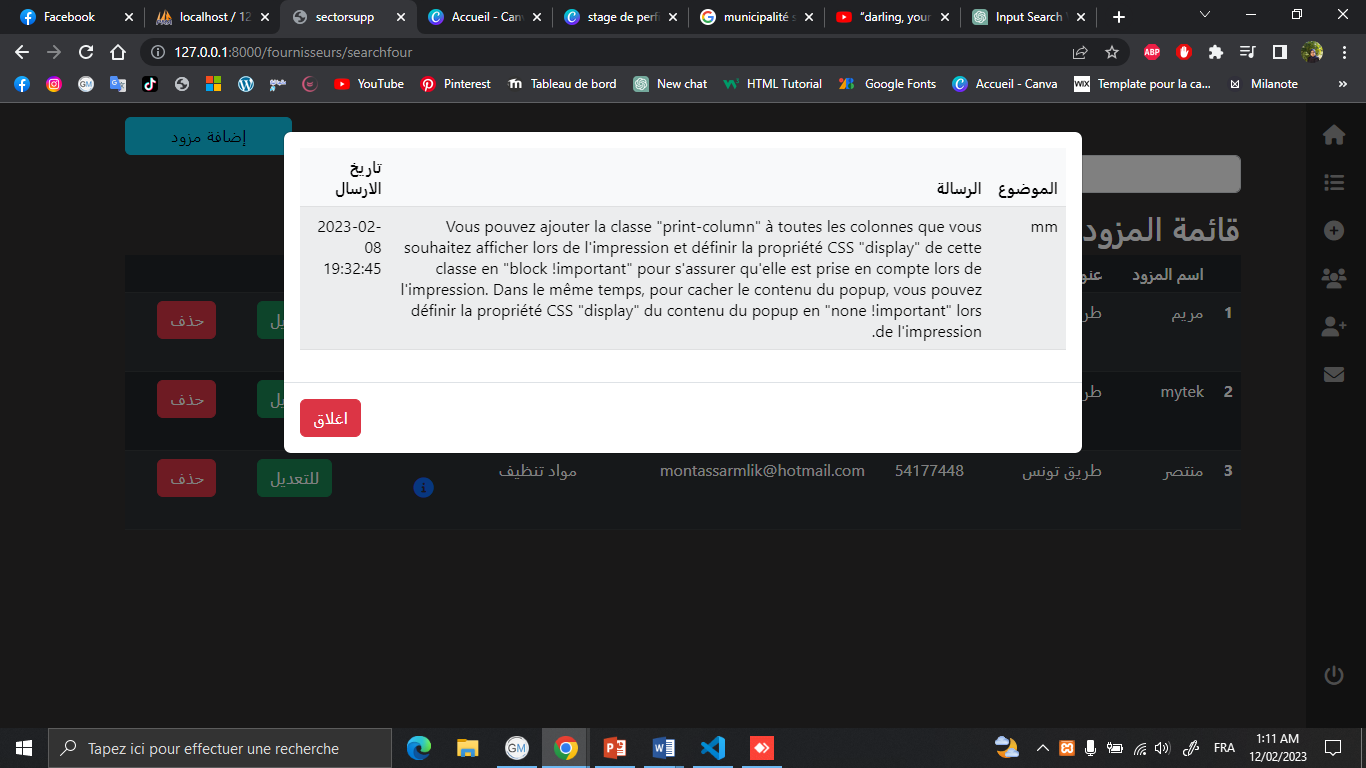 Facebook
localhost / 12
sectorsupp
Accueil - Can
stage de perf
municipalité s
"darling, your
Input Search
127.0.0.1:8000/fournisseurs/searchfour
ABP
GM
YouTube
Pinterest
Tableau de bord
New chat
HTML Tutorial
Google Fonts
Accueil - Canva
WIX
Template pour la ca...
Milanote
»
إضافة مزود
قائمة المزود
اسم المزود
1
مريم
حذف
2
mytek
حذف
3
منتصر
طريق تونس
54177448
montassarmlik@hotmail.com
مواد تنظيف
للتعديل
حذف
الموضوع
الرسالة
تاريخ
الارسال
mm
Vous pouvez ajouter la classe "print-column" à toutes les colonnes que vous
souhaitez afficher lors de l'impression et définir la propriété CSS "display" de cette
classe en "block !important" pour s'assurer qu'elle est prise en compte lors de
l'impression. Dans le même temps, pour cacher le contenu du popup, vous pouvez
définir la propriété CSS "display" du contenu du popup en "none !important" lors
.de l'impression
2023-02-
08
19:32:45
اغلاق
Tapez ici pour effectuer une recherche
GM
FRA
1:11 AM
12/02/2023